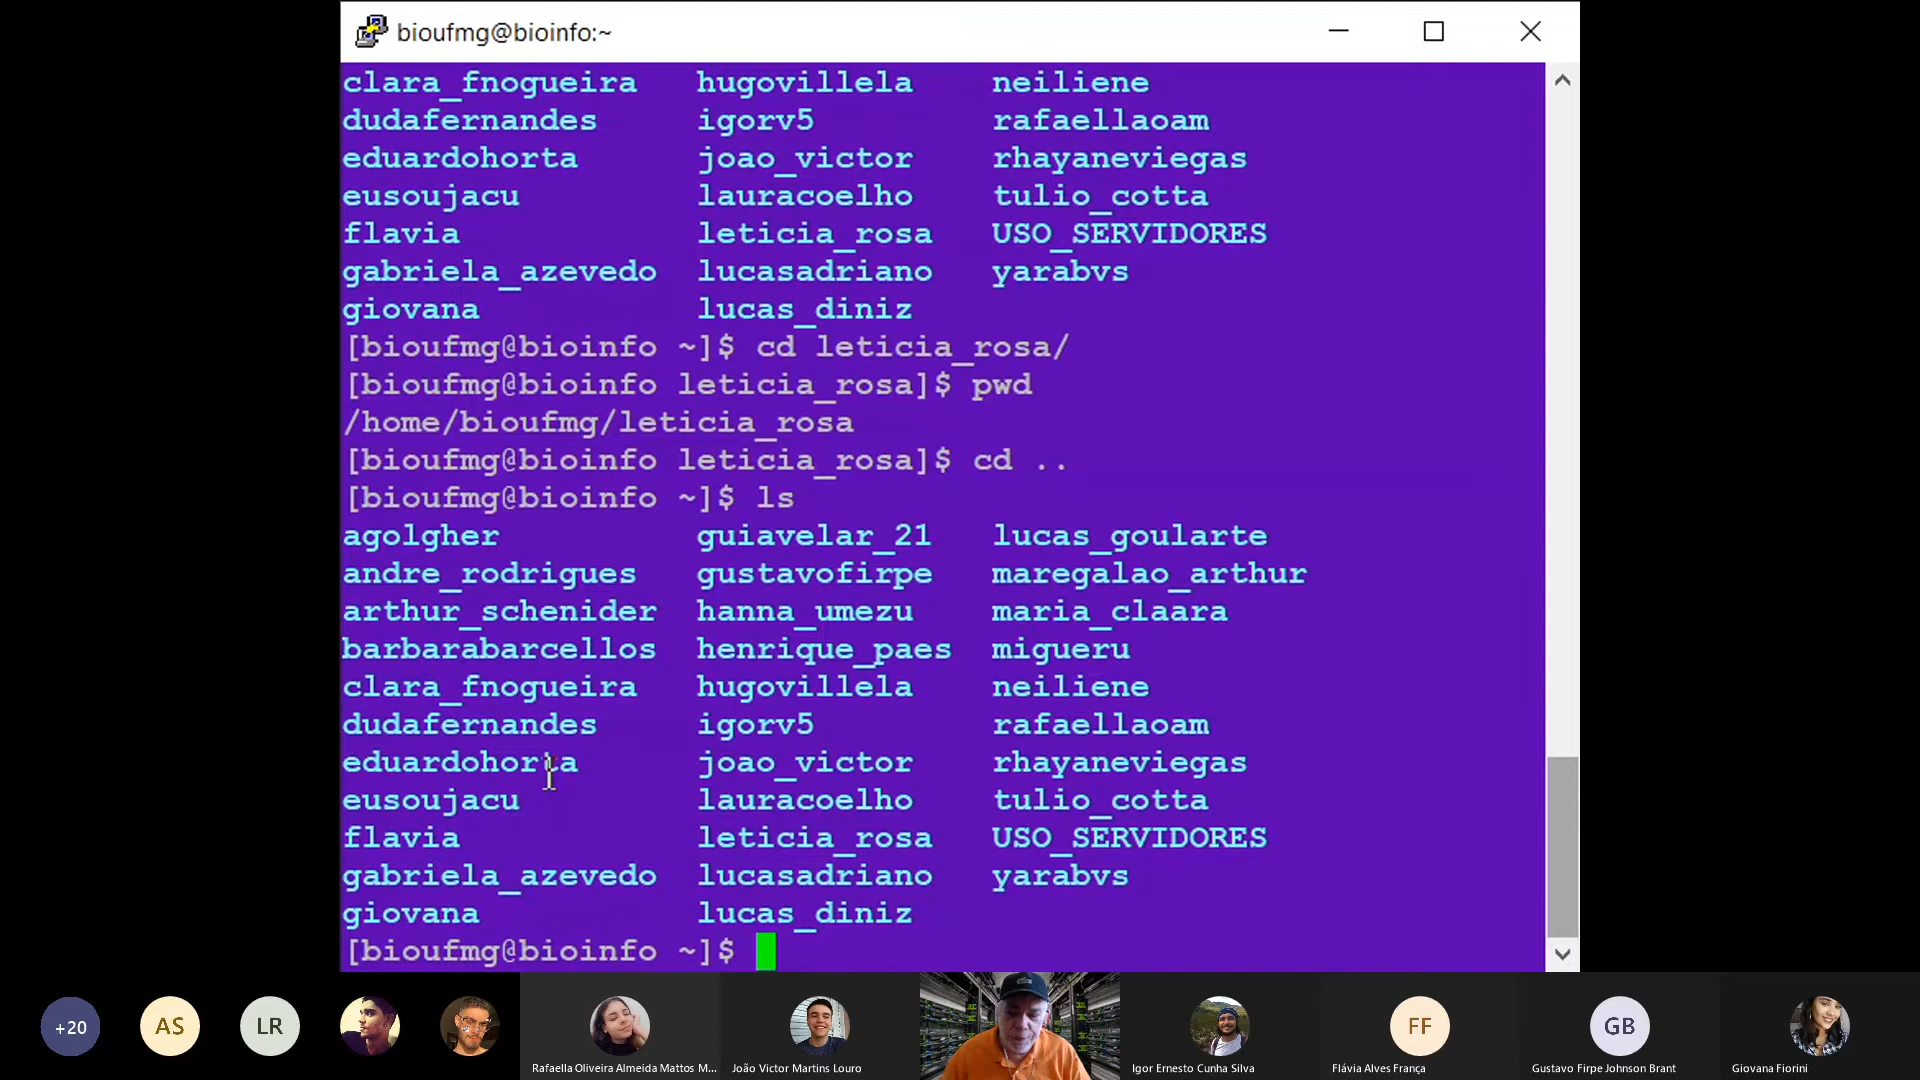 bioufmg@bioinfo:~
clara_fnogueira hugovillela neiliene
dudafernandes igorv5 rafaellaoam
eduardohorta joao_victor rhayaneviegas
eusoujacu lauracoelho tulio_cotta
flavia leticia_rosa USO_SERVIDORES
gabriela_azevedo lucasadriano yarabvs
giovana lucas_diniz
[bioufmg@bioinfo ~]$ cd leticia_rosa/
[bioufmg@bioinfo leticia_rosa]$ pwd
/home/bioufmg/leticia_rosa
[bioufmg@bioinfo leticia_rosa]$ cd ..
[bioufmg@bioinfo ~]$ ls
agolgher guiavelar_21 lucas_goularte
andre_rodrigues gustavofirpe maregalao_arthur
arthur_schenider hanna_umezu maria_claara
barbarabarcellos henrique_paes migueru
clara_fnogueira hugovillela neiliene
dudafernandes igorv5 rafaellaoam
eduardohorta joao_victor rhayaneviegas
eusoujacu lauracoelho tulio_cotta
flavia leticia_rosa USO_SERVIDORES
gabriela_azevedo lucasadriano yarabvs
giovana lucas_diniz
[bioufmg@bioinfo ~]$
+20 AS LR FF GB
Rafaella Oliveira Almeida Mattos M... João Victor Martins Louro Igor Ernesto Cunha Silva Flávia Alves França Gustavo Firpe Johnson Brant Giovana Fiorini